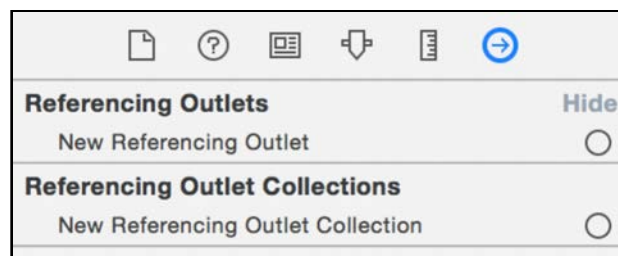 Referencing Outlets Hide
New Referencing Outlet
Referencing Outlet Collections
New Referencing Outlet Collection